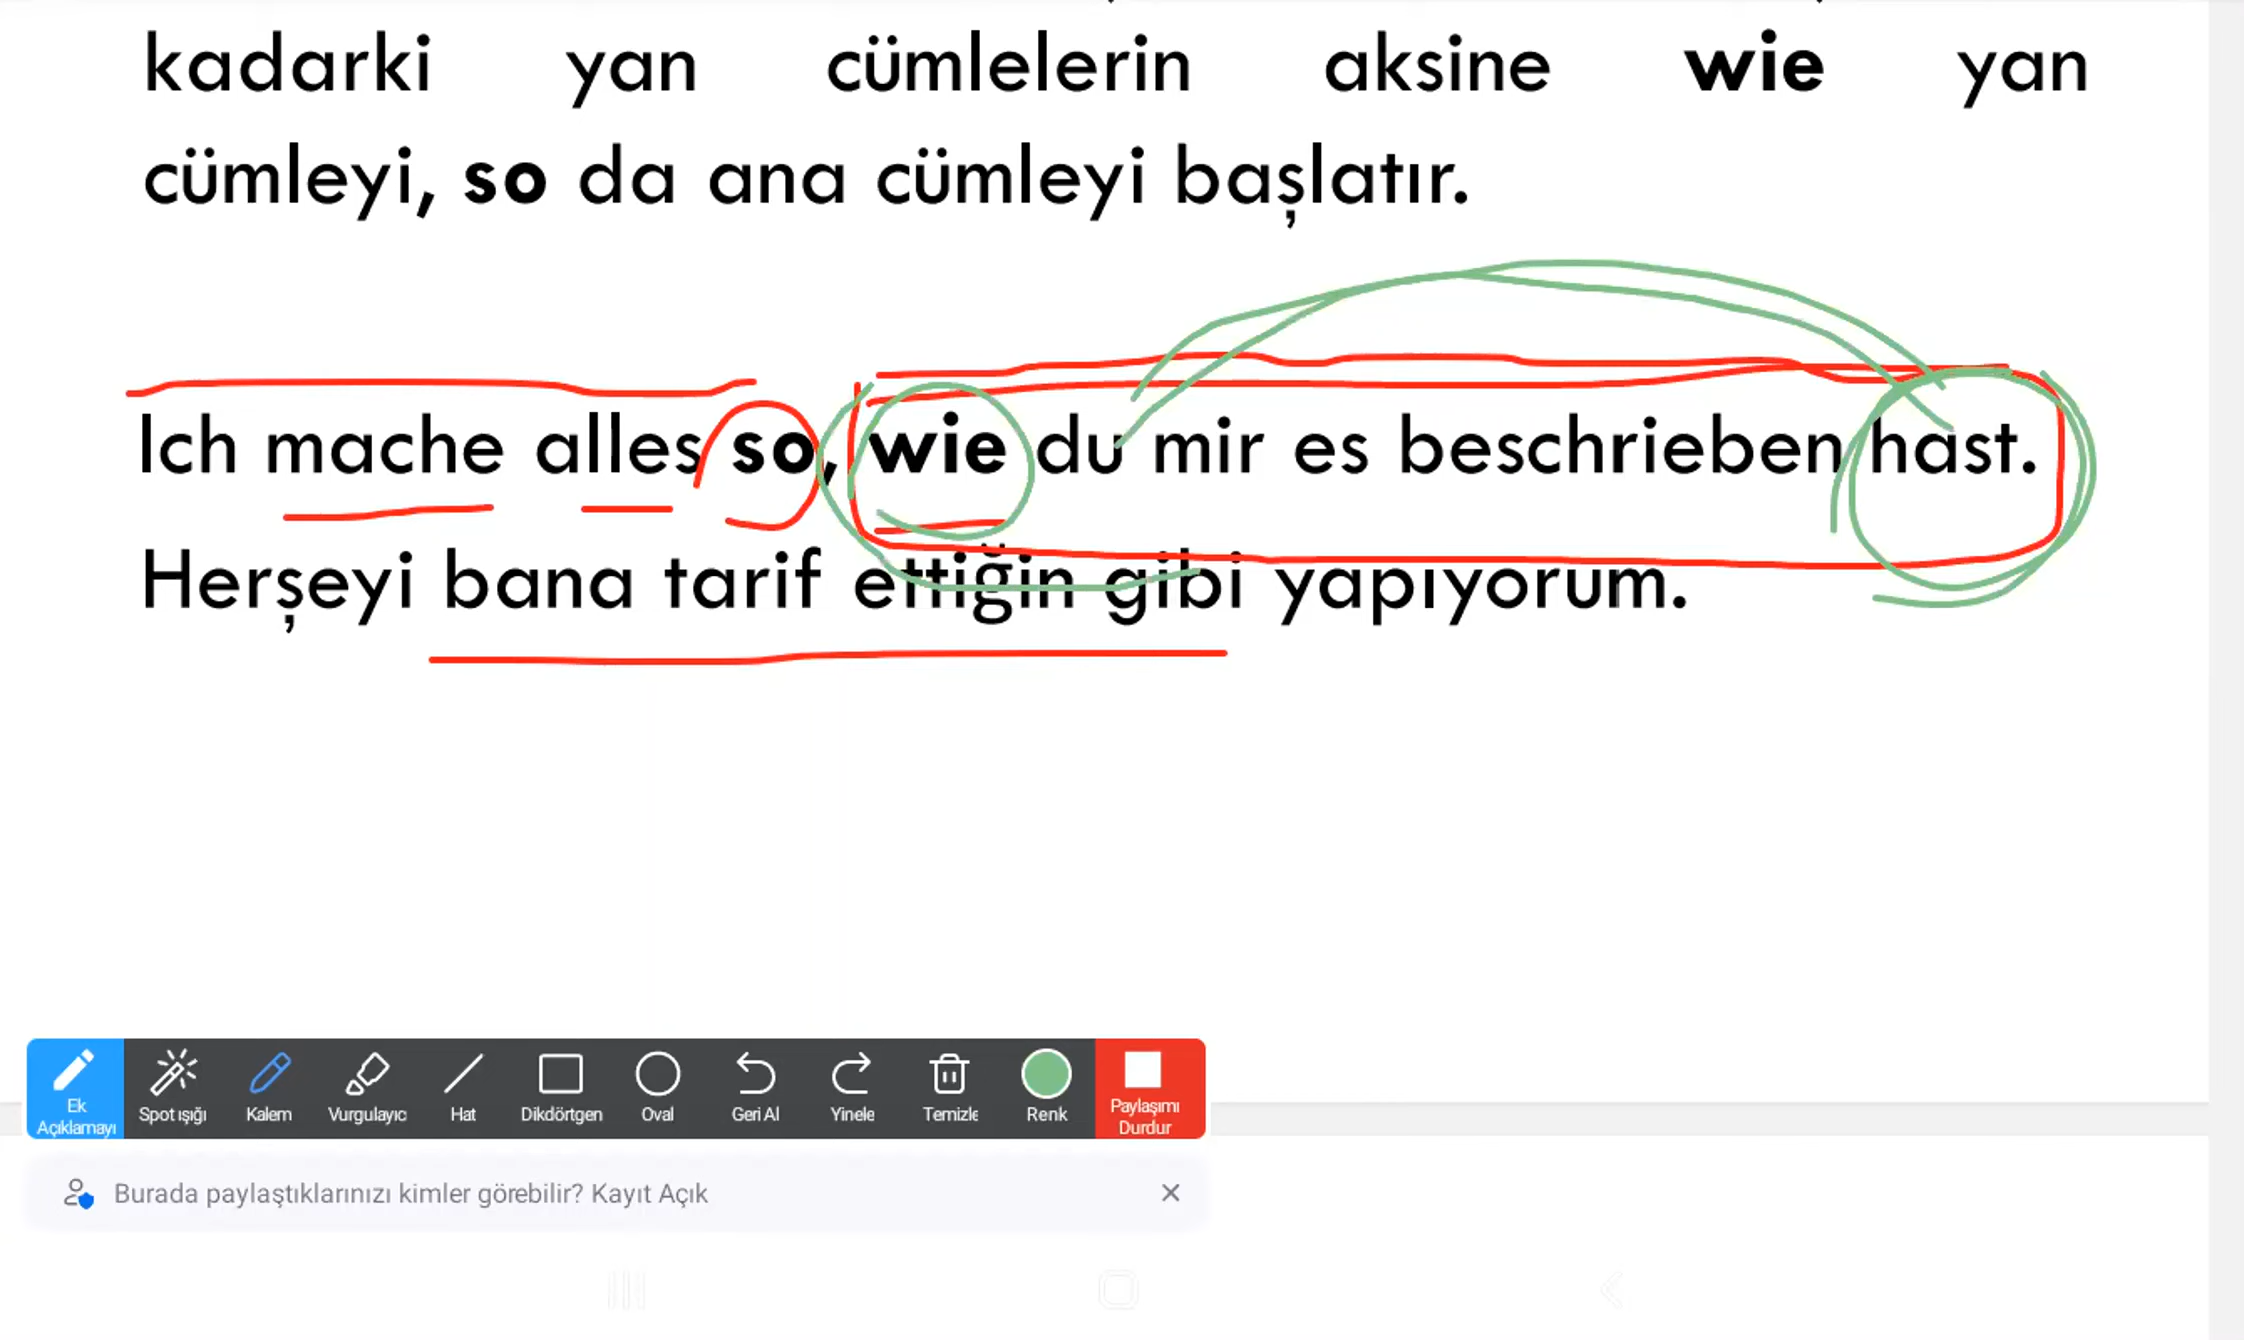 kadarki yan cümlelerin aksine wie yan
cümleyi, so da ana cümleyi başlatır.
Ich mache alles so, wie du mir es beschrieben hast.
Herşeyi bana tarif ettiğin gibi yapıyorum.
Ek Açıklamayı
Spot ışığı
Kalem
Vurgulayıc
Hat
Dikdörtgen
Oval
Geri Al
Yinele
Temizle
Renk
Paylaşımı Durdur
Burada paylaştıklarınızı kimler görebilir? Kayıt Açık